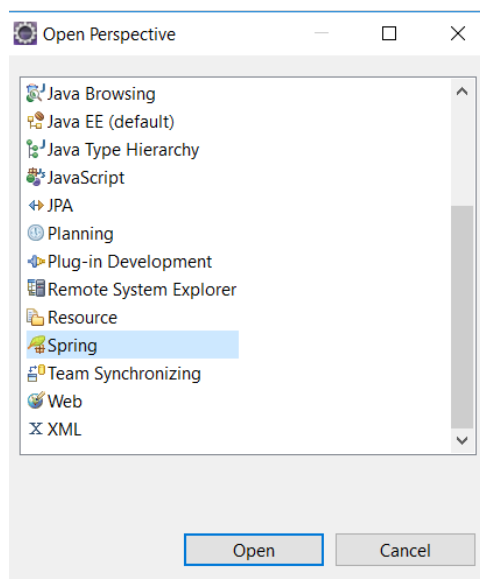 Open Perspective
Java Browsing
Java EE (default)
Java Type Hierarchy
JavaScript
JPA
Planning
Plug-in Development
Remote System Explorer
Resource
Spring
Team Synchronizing
Web
XML
Open
Cancel